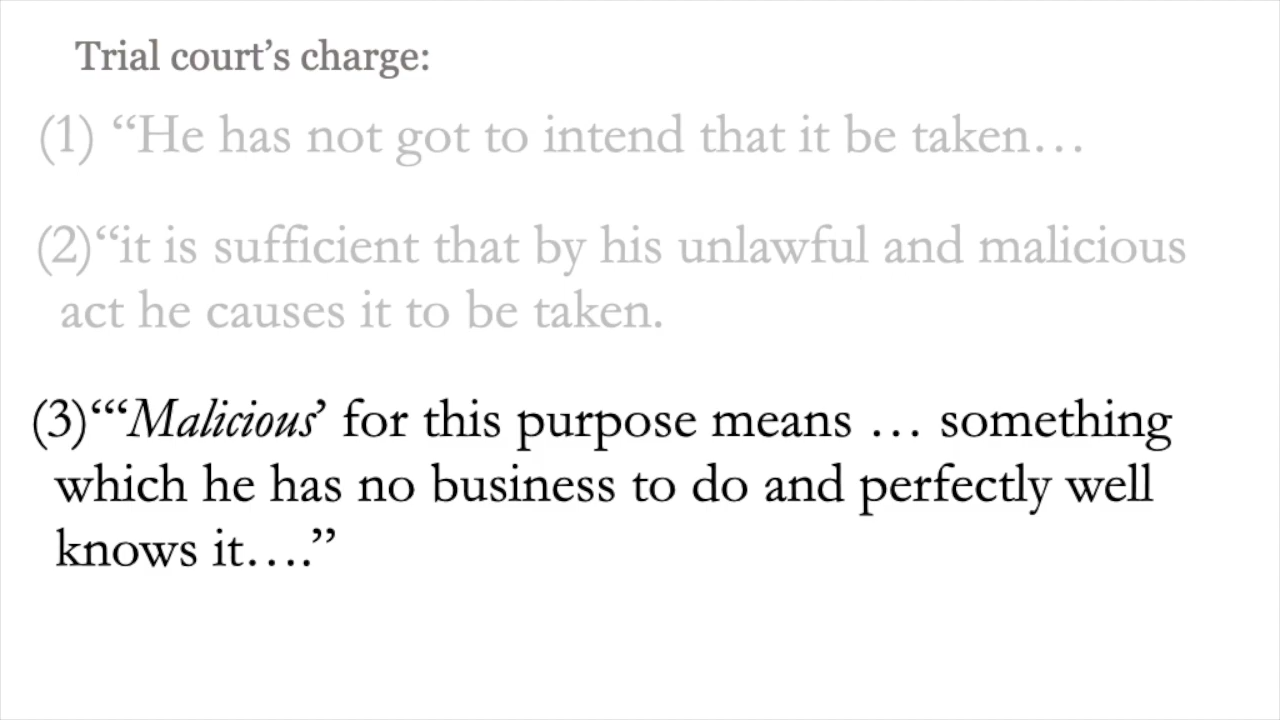 Trial court’s charge:
(1) “He has not got to intend that it be taken…
(2)“it is sufficient that by his unlawful and malicious
act he causes it to be taken.
(3)“‘Malicious’ for this purpose means … something
which he has no business to do and perfectly well
knows it….”